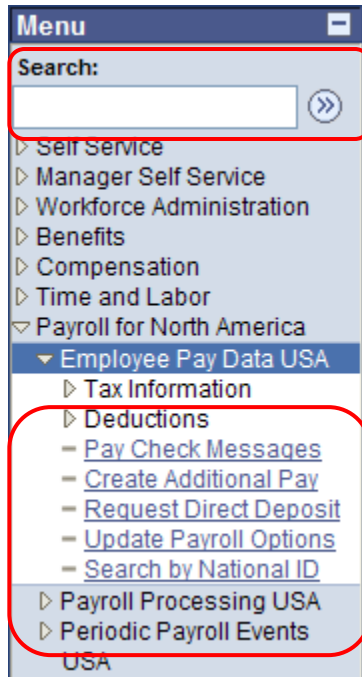 Menu
Search:
Self Service
Manager Self Service
Workforce Administration
Benefits
Compensation
Time and Labor
Payroll for North America
Employee Pay Data USA
Tax Information
Deductions
Pay Check Messages
Create Additional Pay
Request Direct Deposit
Update Payroll Options
Search by National ID
Payroll Processing USA
Periodic Payroll Events
USA